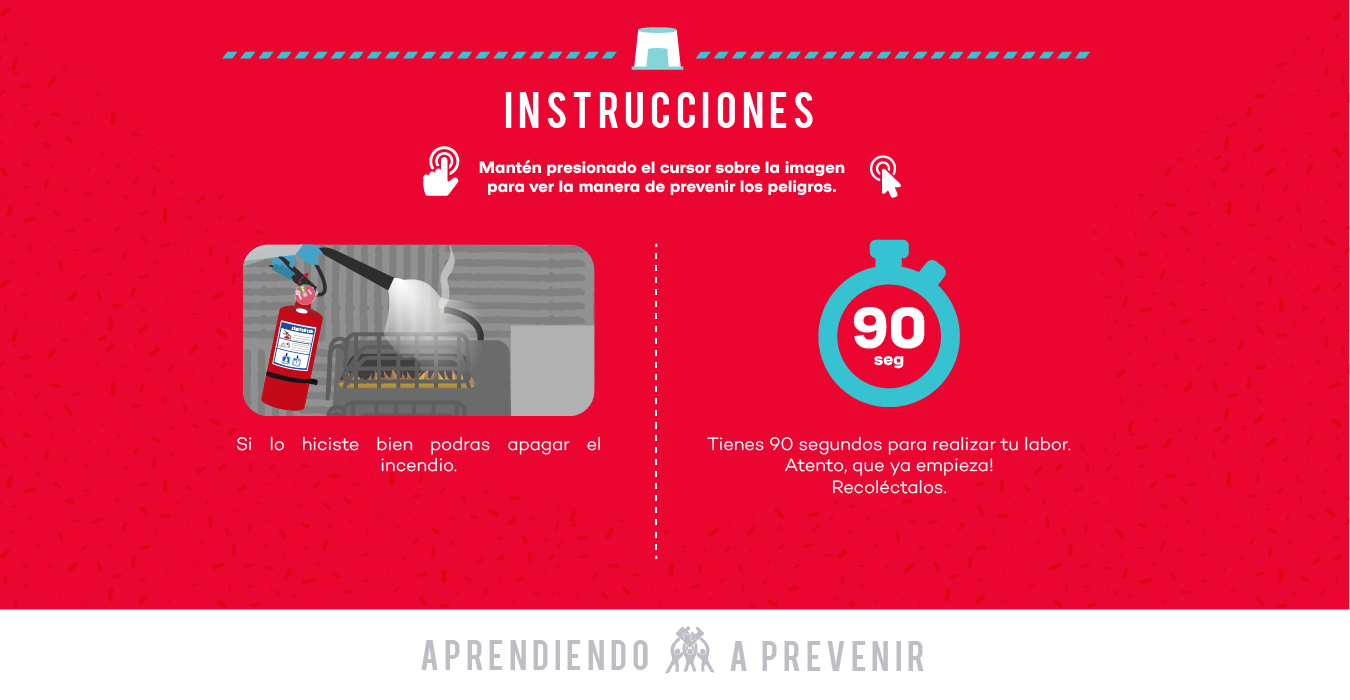 INSTRUCCIONES
Mantén presionado el cursor sobre la imagen
para ver la manera de prevenir los peligros.
Si lo hiciste bien podras apagar el
incendio.
90
seg
Tienes 90 segundos para realizar tu labor.
Atento, que ya empieza!
Recoléctalos.
APRENDIENDO A PREVENIR